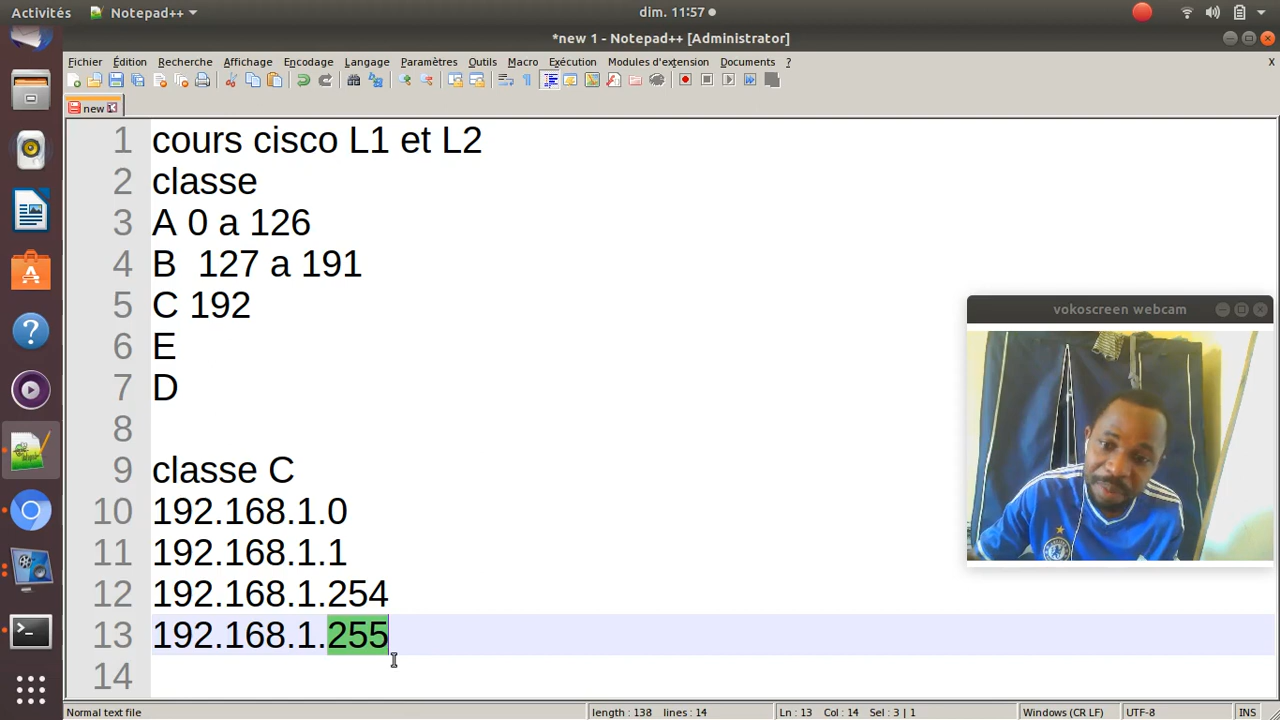 Activités
Notepad++
dim. 11:57
*new 1 - Notepad++ [Administrator]
Fichier Édition Recherche Affichage Encodage Langage Paramètres Outils Macro Exécution Modules d'extension Documents ?
X
new
1 cours cisco L1 et L2
2 classe
3 A 0 a 126
4 B  127 a 191
5 C 192
6 E
7 D
8
9 classe C
10 192.168.1.0
11 192.168.1.1
12 192.168.1.254
13 192.168.1.255
14
vokoscreen webcam
Normal text file
length : 138 lines : 14
Ln : 13 Col : 14 Sel : 3 | 1
Windows (CR LF)
UTF-8
INS